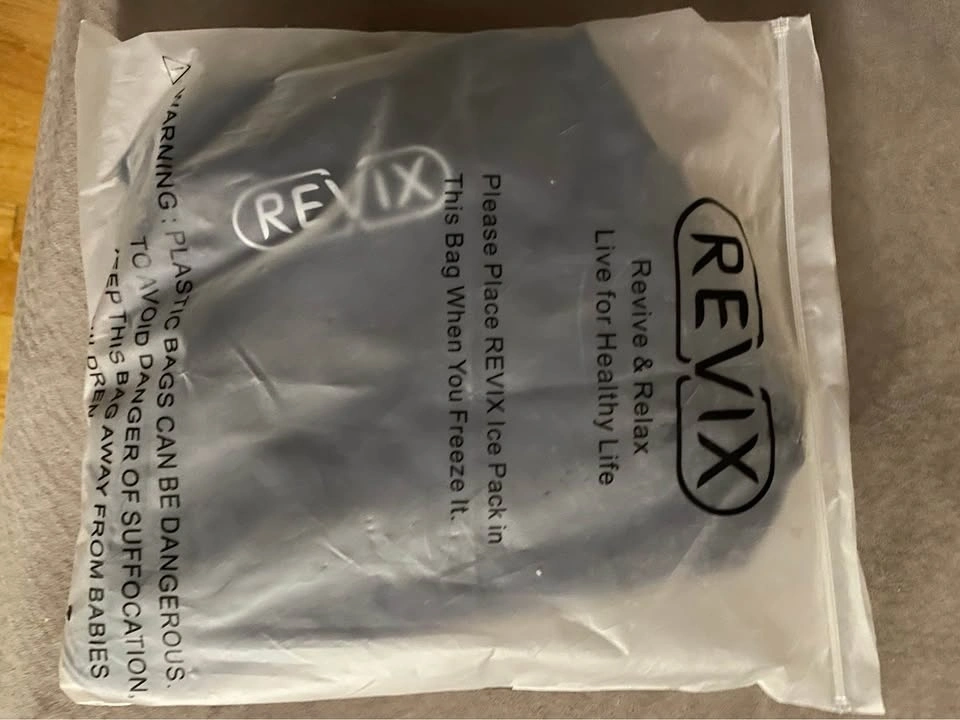 REVIX
Revive & Relax
Live for Healthy Life
Please Place REVIX Ice Pack in
This Bag When You Freeze It.
REVIX
WARNING : PLASTIC BAGS CAN BE DANGEROUS.
TO AVOID DANGER OF SUFFOCATION,
THIS BAG AWAY FROM BABIES